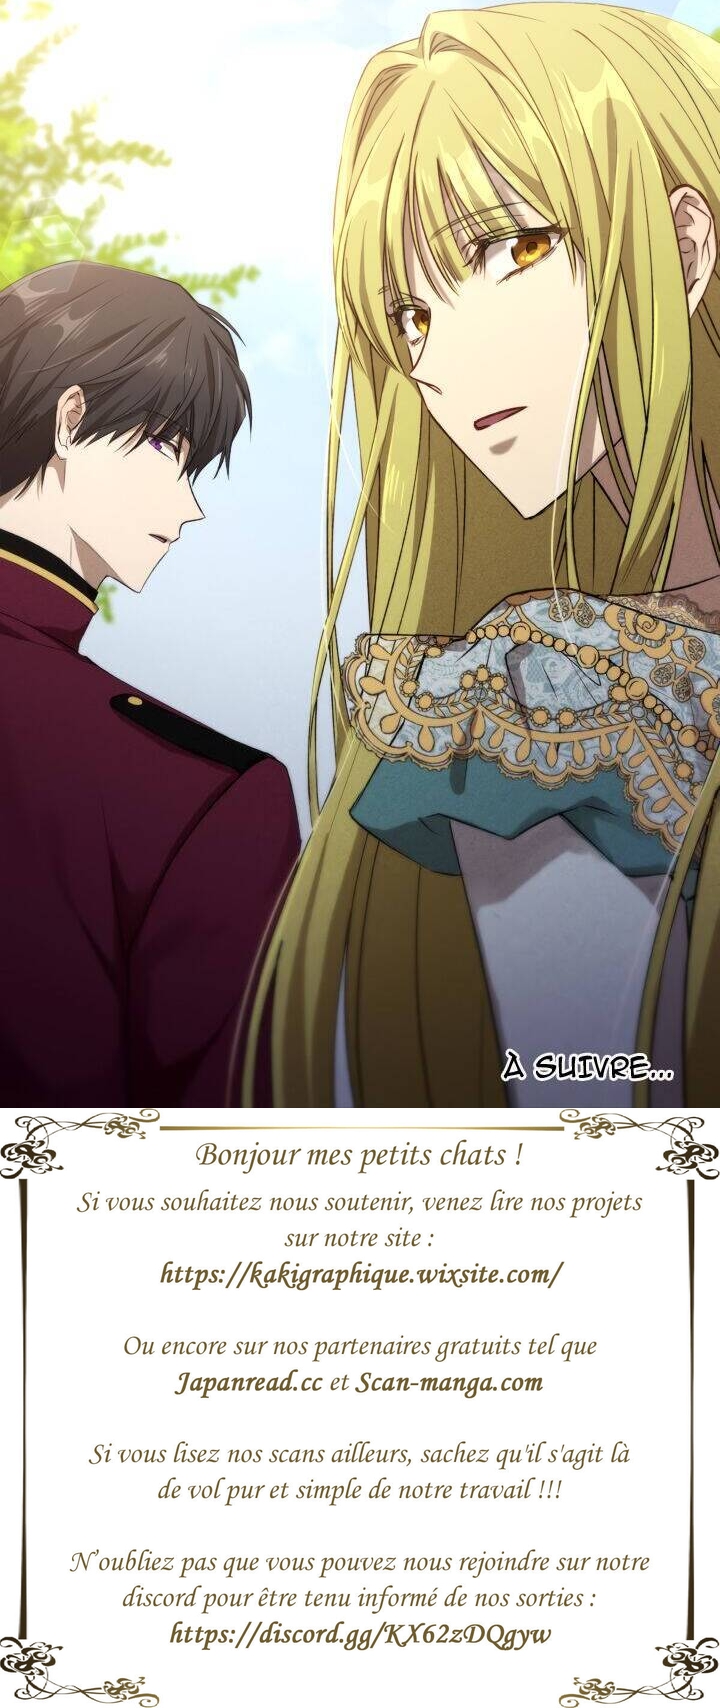 À SUIVRE...
Bonjour mes petits chats !
Si vous souhaitez nous soutenir, venez lire nos projets
sur notre site :
https://kakigraphique.wixsite.com/
Ou encore sur nos partenaires gratuits tel que
Japanread.cc et Scan-manga.com
Si vous lisez nos scans ailleurs, sachez qu'il s'agit là
de vol pur et simple de notre travail !!!
N'oubliez pas que vous pouvez nous rejoindre sur notre
discord pour être tenu informé de nos sorties :
https://discord.gg/KX62zDQgyw